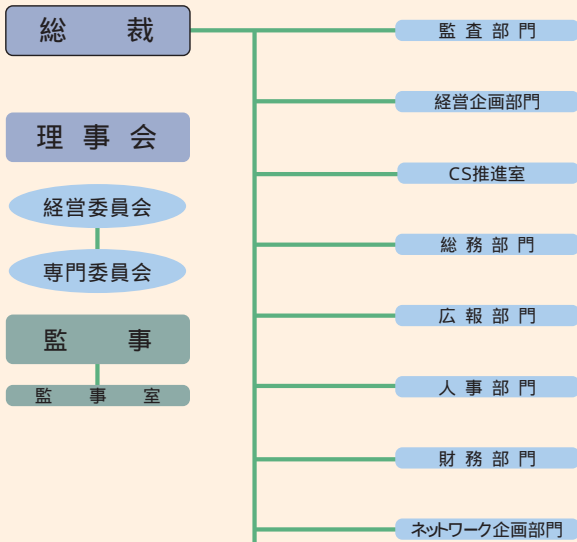 総裁
理事会
経営委員会
専門委員会
監事
監事室
監査部門
経営企画部門
CS推進室
総務部門
広報部門
人事部門
財務部門
ネットワーク企画部門